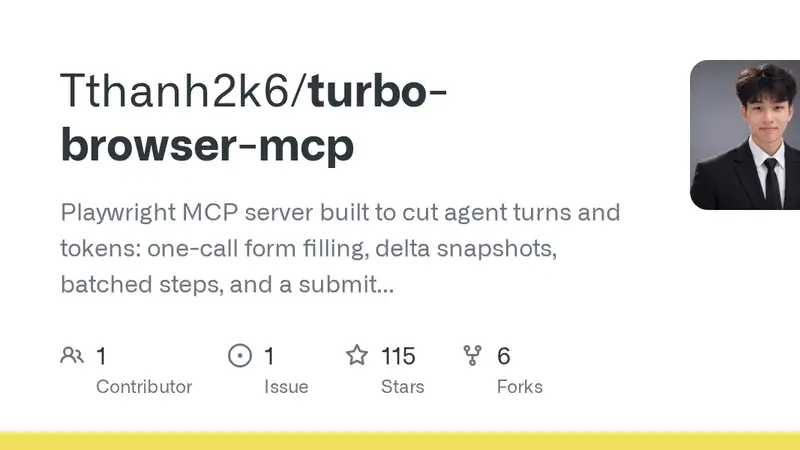 Tthanh2k6/turbo-
browser-mcp
Playwright MCP server built to cut agent turns and
tokens: one-call form filling, delta snapshots,
batched steps, and a submit...
1
Contributor
1
Issue
115
Stars
6
Forks